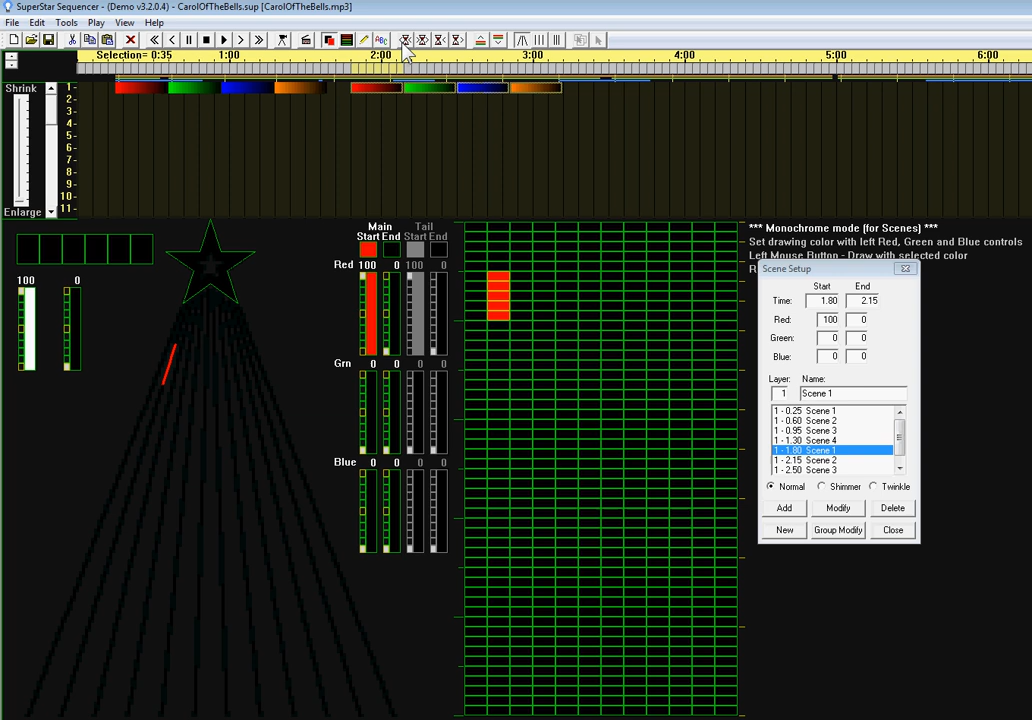 SuperStar Sequencer - (Demo v3.2.0.4) - CarolOfTheBells.sup [CarolOfTheBells.mp3]
File Edit Tools Play View Help
ABC
Selection= 0:35 1:00 2:00 3:00 4:00 5:00 6:00
Shrink
Enlarge
1-
2-
3-
4-
5-
6-
7-
8-
9-
10-
11-
100 0
Main Tail
Start End Start End
Red 100 0 100 0
Grn 0 0 0 0
Blue 0 0 0 0
*** Monochrome mode (for Scenes) ***
Set drawing color with left Red, Green and Blue controls
Left Mouse Button - Draw with selected color
R
Scene Setup
Start End
Time: 1.80 2.15
Red: 100 0
Green: 0 0
Blue: 0 0
Layer: Name:
1 Scene 1
1 - 0.25 Scene 1
1 - 0.60 Scene 2
1 - 0.95 Scene 3
1 - 1.30 Scene 4
1 - 1.80 Scene 1
1 - 2.15 Scene 2
1 - 2.50 Scene 3
Normal Shimmer Twinkle
Add Modify Delete
New Group Modify Close